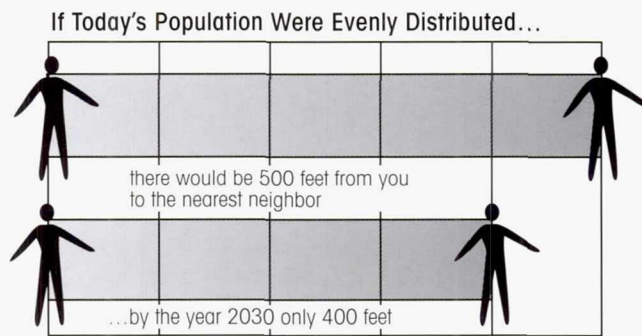 If Today's Population Were Evenly Distributed...
there would be 500 feet from you
to the nearest neighbor
...by the year 2030 only 400 feet